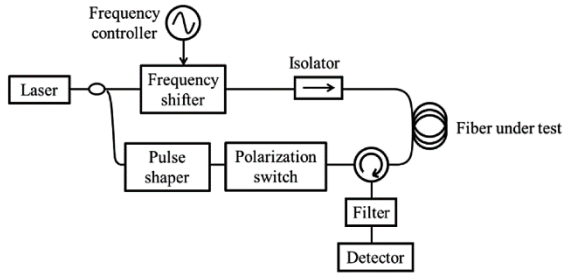 Frequency
controller
Laser
Frequency
shifter
Isolator
Fiber under test
Pulse
shaper
Polarization
switch
Filter
Detector